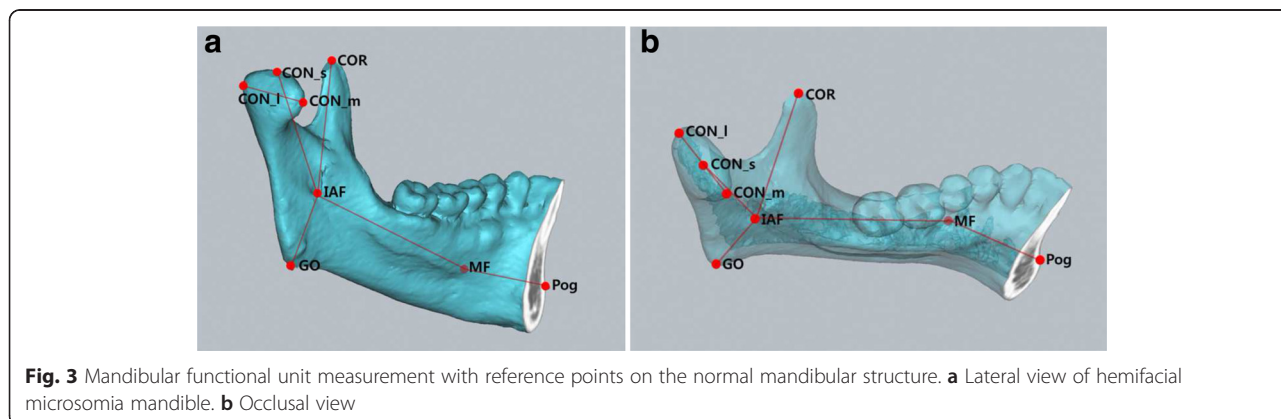 a
COR
CON_s
CON_l
CON_m
IAF
GO
MF
Pog
b
COR
CON_l
CON_s
CON_m
IAF
MF
GO
Pog
Fig. 3 Mandibular functional unit measurement with reference points on the normal mandibular structure. a Lateral view of hemifacial
microsomia mandible. b Occlusal view